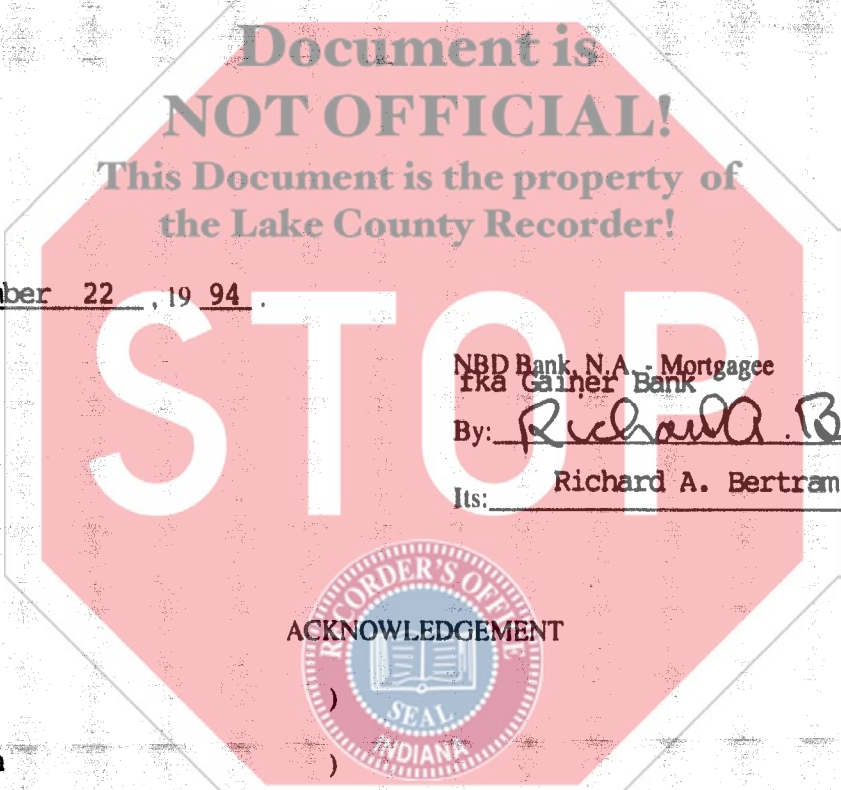 Document is
NOT OFFICIAL!
This Document is the property of
the Lake County Recorder!
ber 22 , 19 94 .
STOP
NBD Bank, N.A. - Mortgagee
fka Gainer Bank
By: Richard A. B
Its: Richard A. Bertram
RECORDER'S OFFICE
ACKNOWLEDGEMENT
)
SEAL
INDIANA
a )